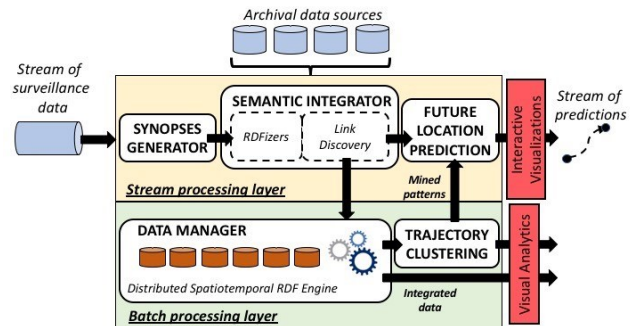 Archival data sources
Stream of
surveillance
data
SEMANTIC INTEGRATOR
RDFizers
Link
Discovery
SYNOPSES
GENERATOR
FUTURE
LOCATION
PREDICTION
Interactive
Visualizations
Stream of
predictions
Stream processing layer
Mined
patterns
DATA MANAGER
Distributed Spatiotemporal RDF Engine
TRAJECTORY
CLUSTERING
Integrated
data
Visual Analytics
Batch processing layer